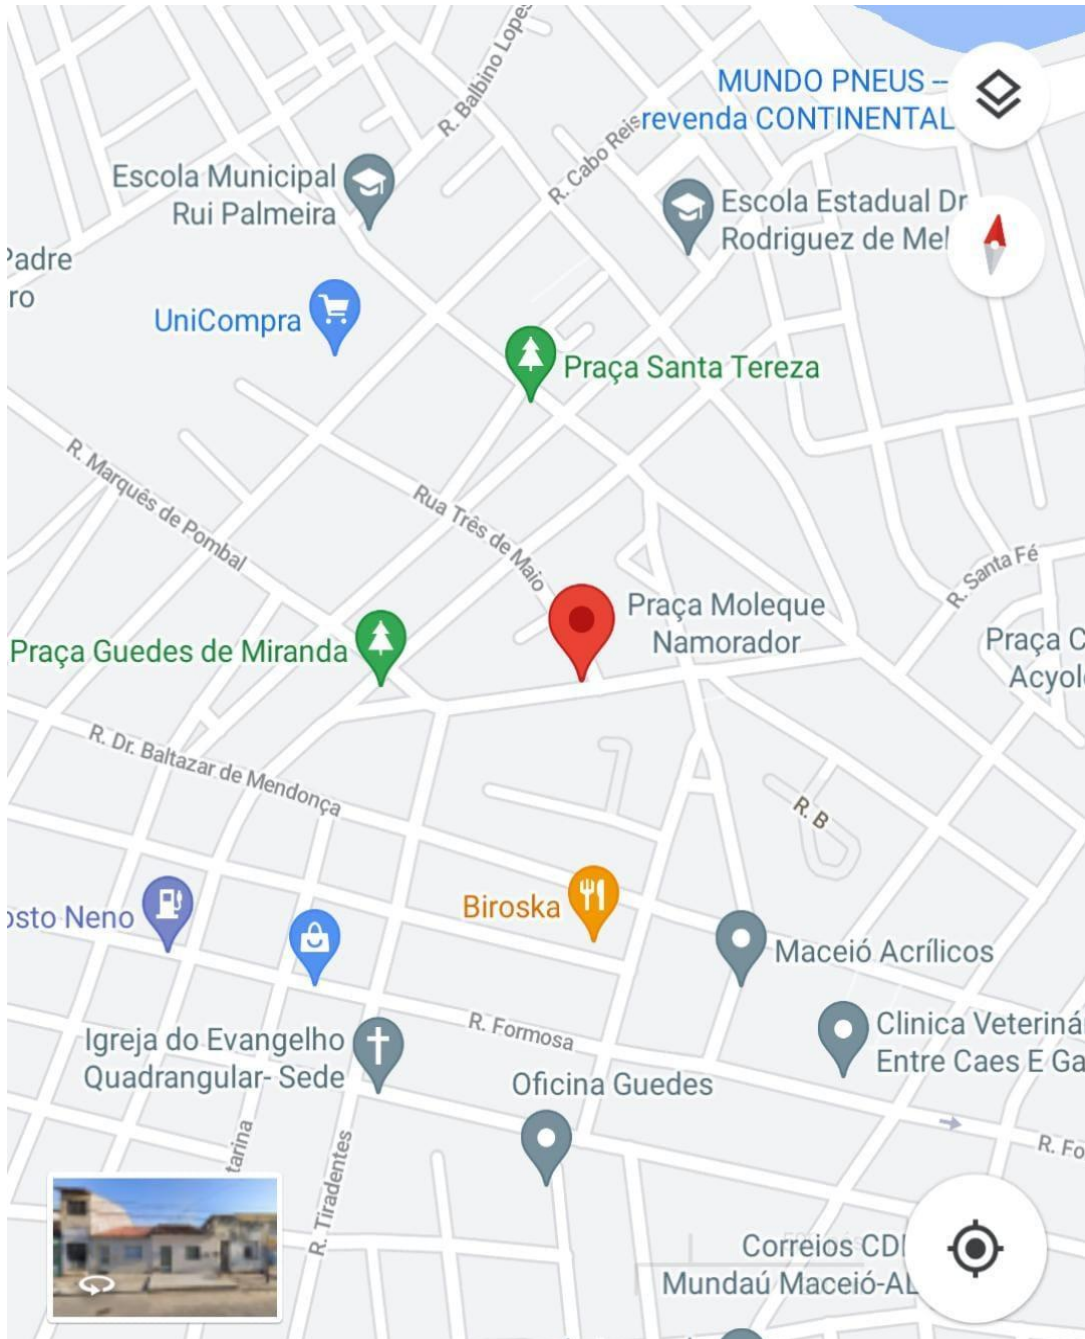 R. Balbino Lopes
MUNDO PNEUS –
revenda CONTINENTAL
R. Cabo Reis
Escola Municipal
Rui Palmeira
Escola Estadual Dr
Rodriguez de Mel
Padre
ro
UniCompra
Praça Santa Tereza
R. Marquês de Pombal
Rua Três de Maio
R. Santa Fé
Praça Moleque
Namorador
Praça Guedes de Miranda
Praça C
Acyol
R. Dr. Baltazar de Mendonça
R. B
Biroska
osto Neno
Maceió Acrílicos
R. Formosa
Clinica Veteriná
Entre Caes E Ga
Igreja do Evangelho
Quadrangular- Sede
Oficina Guedes
tarina
R. Tiradentes
R. Fo
Correios CD
Mundaú Maceió-AL